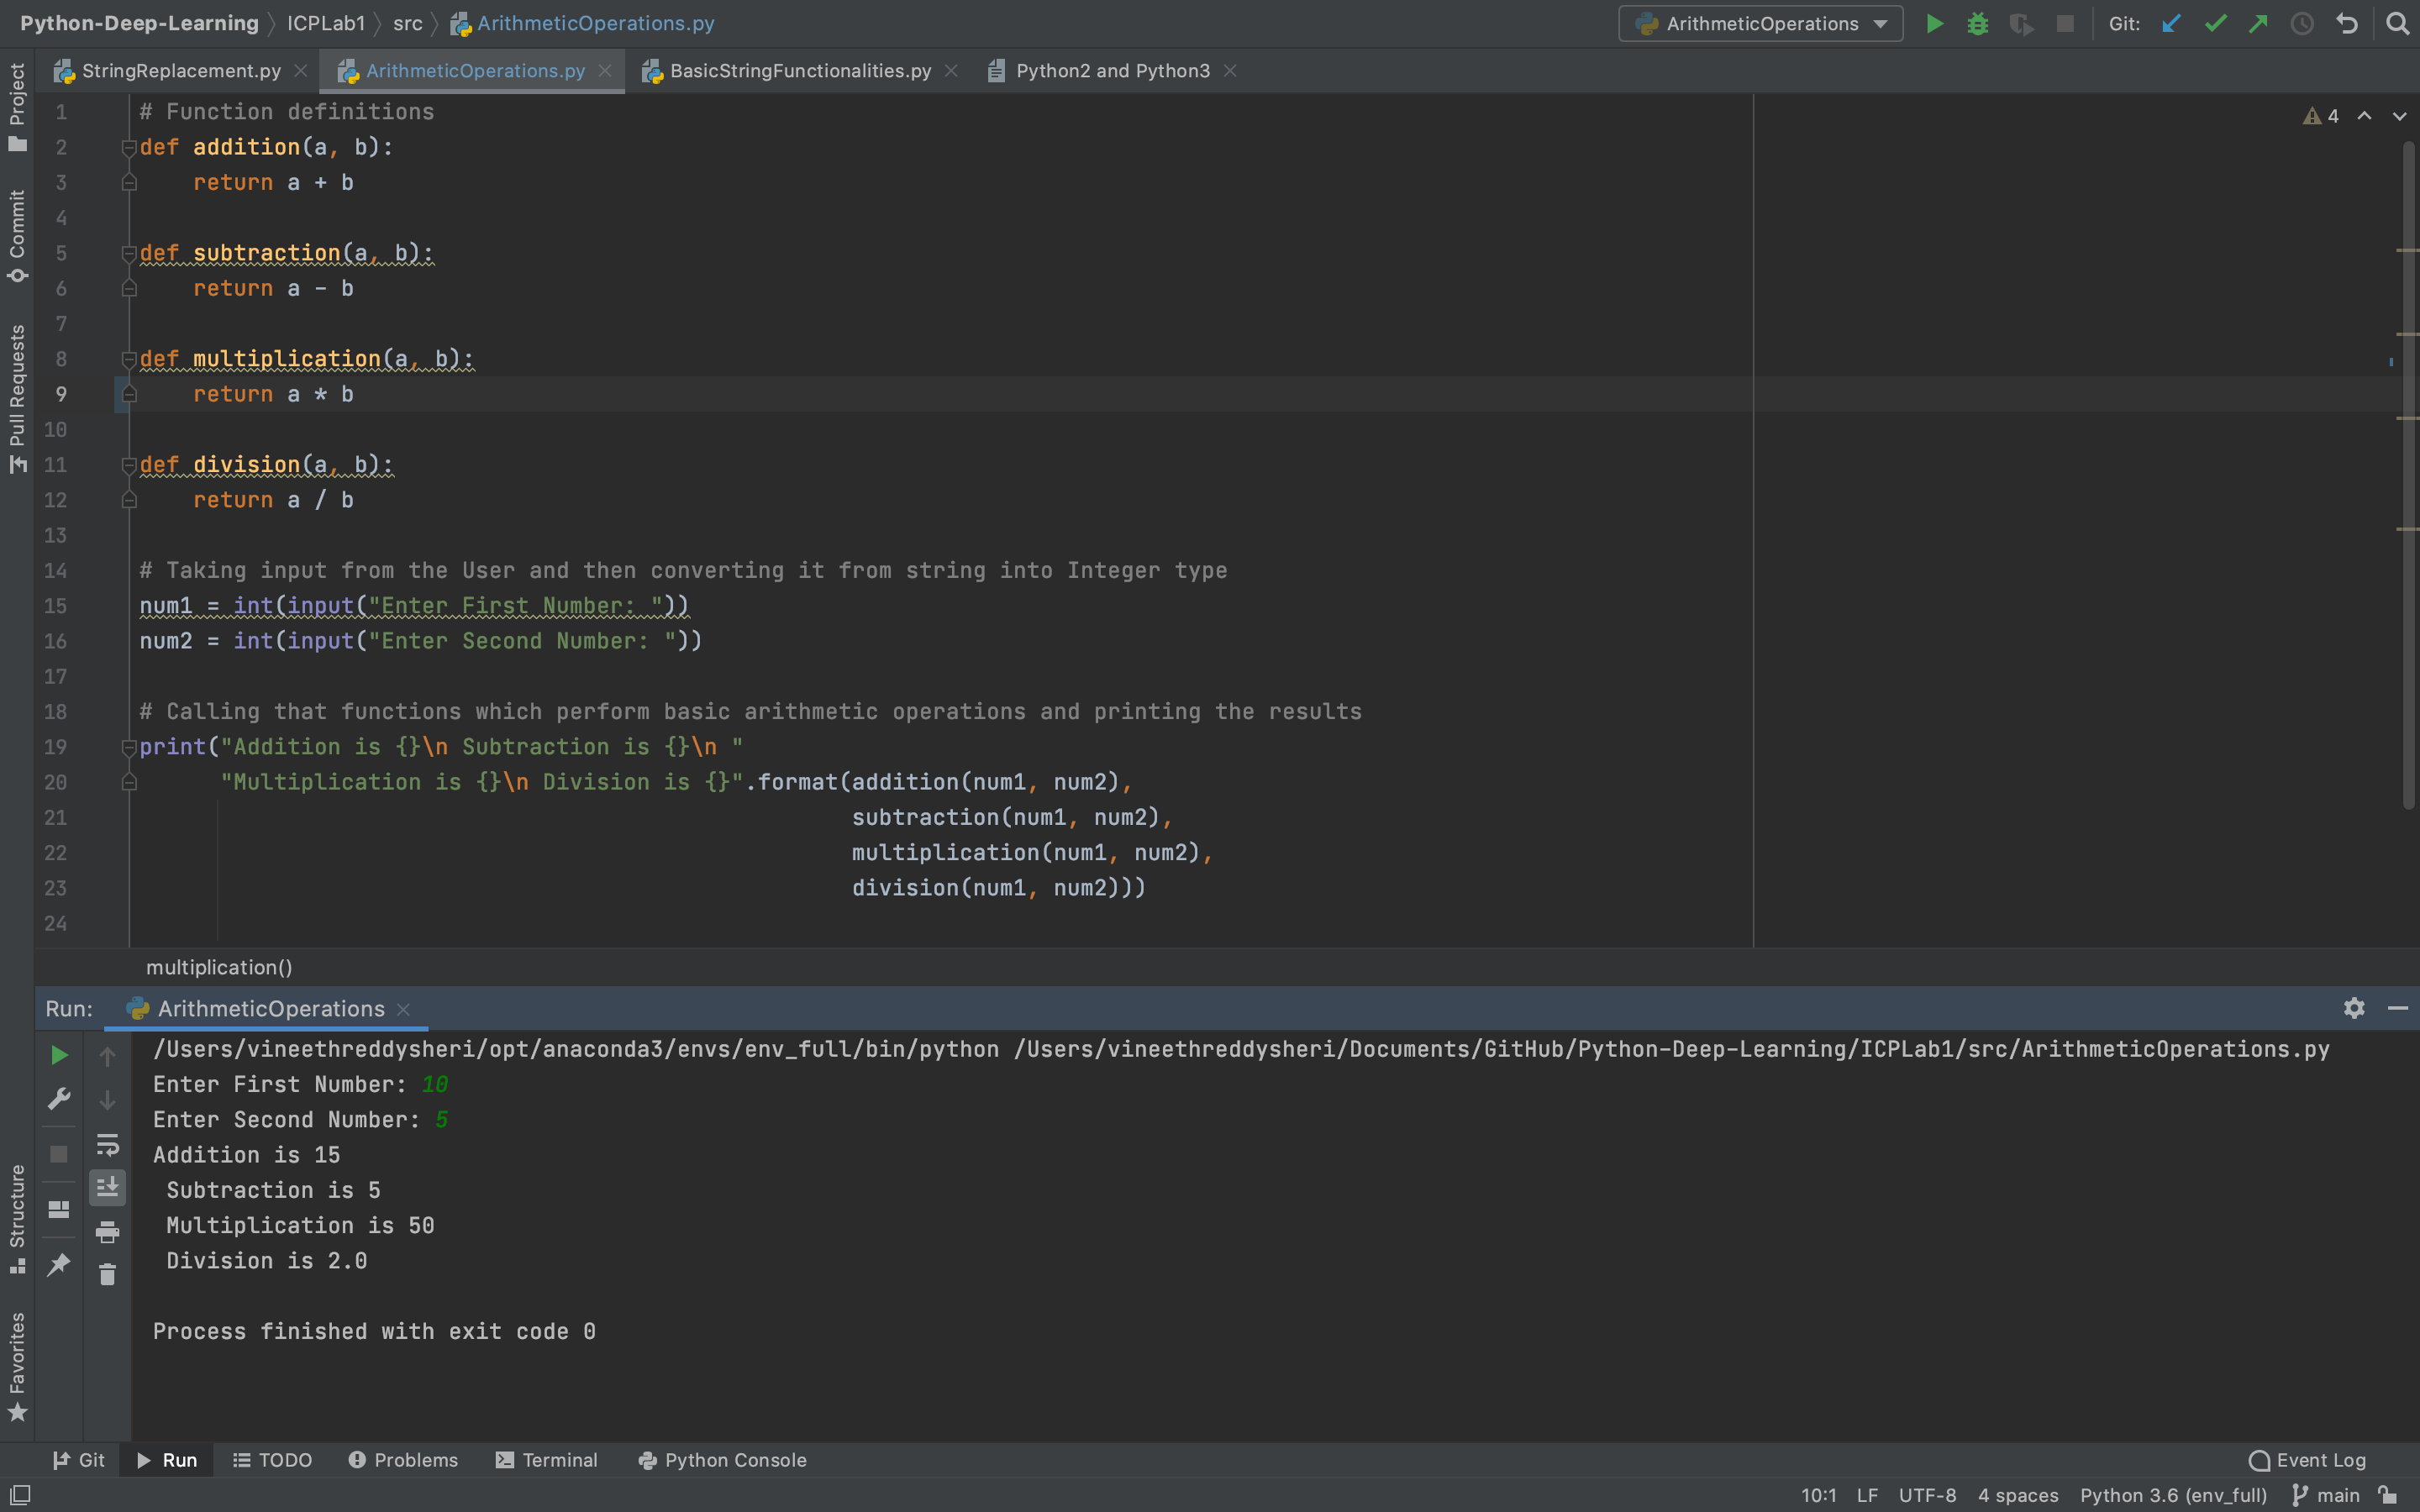 Python-Deep-Learning ICPLab1 src ArithmeticOperations.py ArithmeticOperations Git:
StringReplacement.py ArithmeticOperations.py BasicStringFunctionalities.py Python2 and Python3
Project
Commit
Pull Requests
Structure
Favorites
4
1 # Function definitions
2 def addition(a, b):
3     return a + b
4
5 def subtraction(a, b):
6     return a - b
7
8 def multiplication(a, b):
9     return a * b
10
11 def division(a, b):
12     return a / b
13
14 # Taking input from the User and then converting it from string into Integer type
15 num1 = int(input("Enter First Number: "))
16 num2 = int(input("Enter Second Number: "))
17
18 # Calling that functions which perform basic arithmetic operations and printing the results
19 print("Addition is {}\n Subtraction is {}\n "
20       "Multiplication is {}\n Division is {}".format(addition(num1, num2),
21                                                      subtraction(num1, num2),
22                                                      multiplication(num1, num2),
23                                                      division(num1, num2)))
24
multiplication()
Run: ArithmeticOperations
/Users/vineethreddysheri/opt/anaconda3/envs/env_full/bin/python /Users/vineethreddysheri/Documents/GitHub/Python-Deep-Learning/ICPLab1/src/ArithmeticOperations.py
Enter First Number: 10
Enter Second Number: 5
Addition is 15
 Subtraction is 5
 Multiplication is 50
 Division is 2.0
Process finished with exit code 0
Git Run TODO Problems Terminal Python Console Event Log
10:1 LF UTF-8 4 spaces Python 3.6 (env_full) main